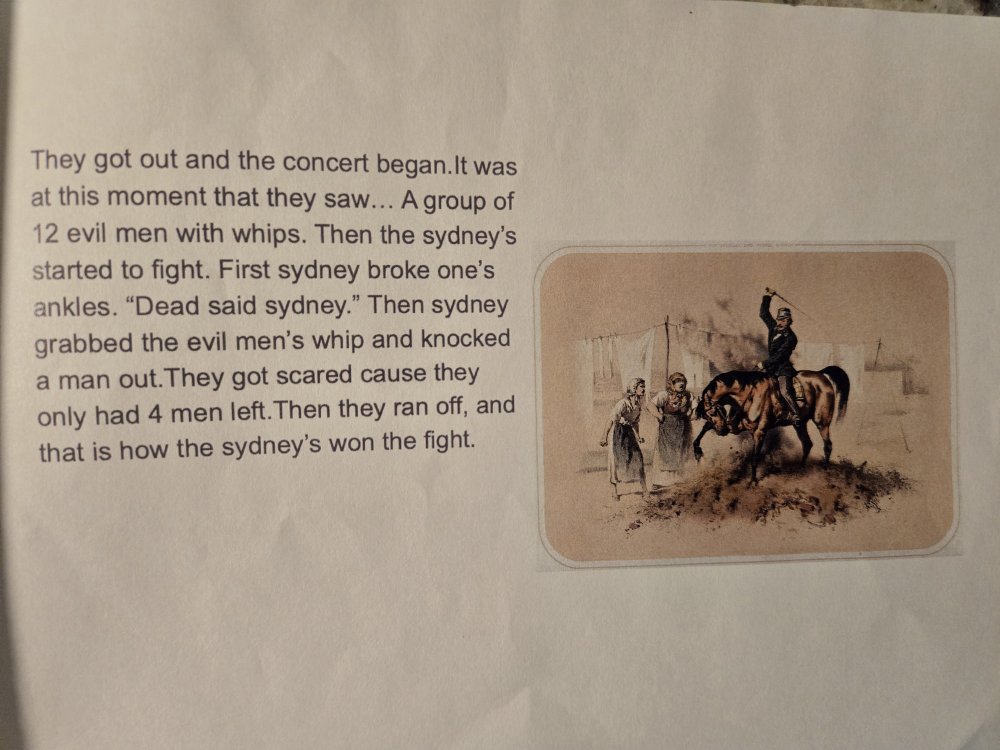 They got out and the concert began.It was
at this moment that they saw... A group of
12 evil men with whips. Then the sydney's
started to fight. First sydney broke one's
ankles. “Dead said sydney.” Then sydney
grabbed the evil men's whip and knocked
a man out.They got scared cause they
only had 4 men left.Then they ran off, and
that is how the sydney's won the fight.